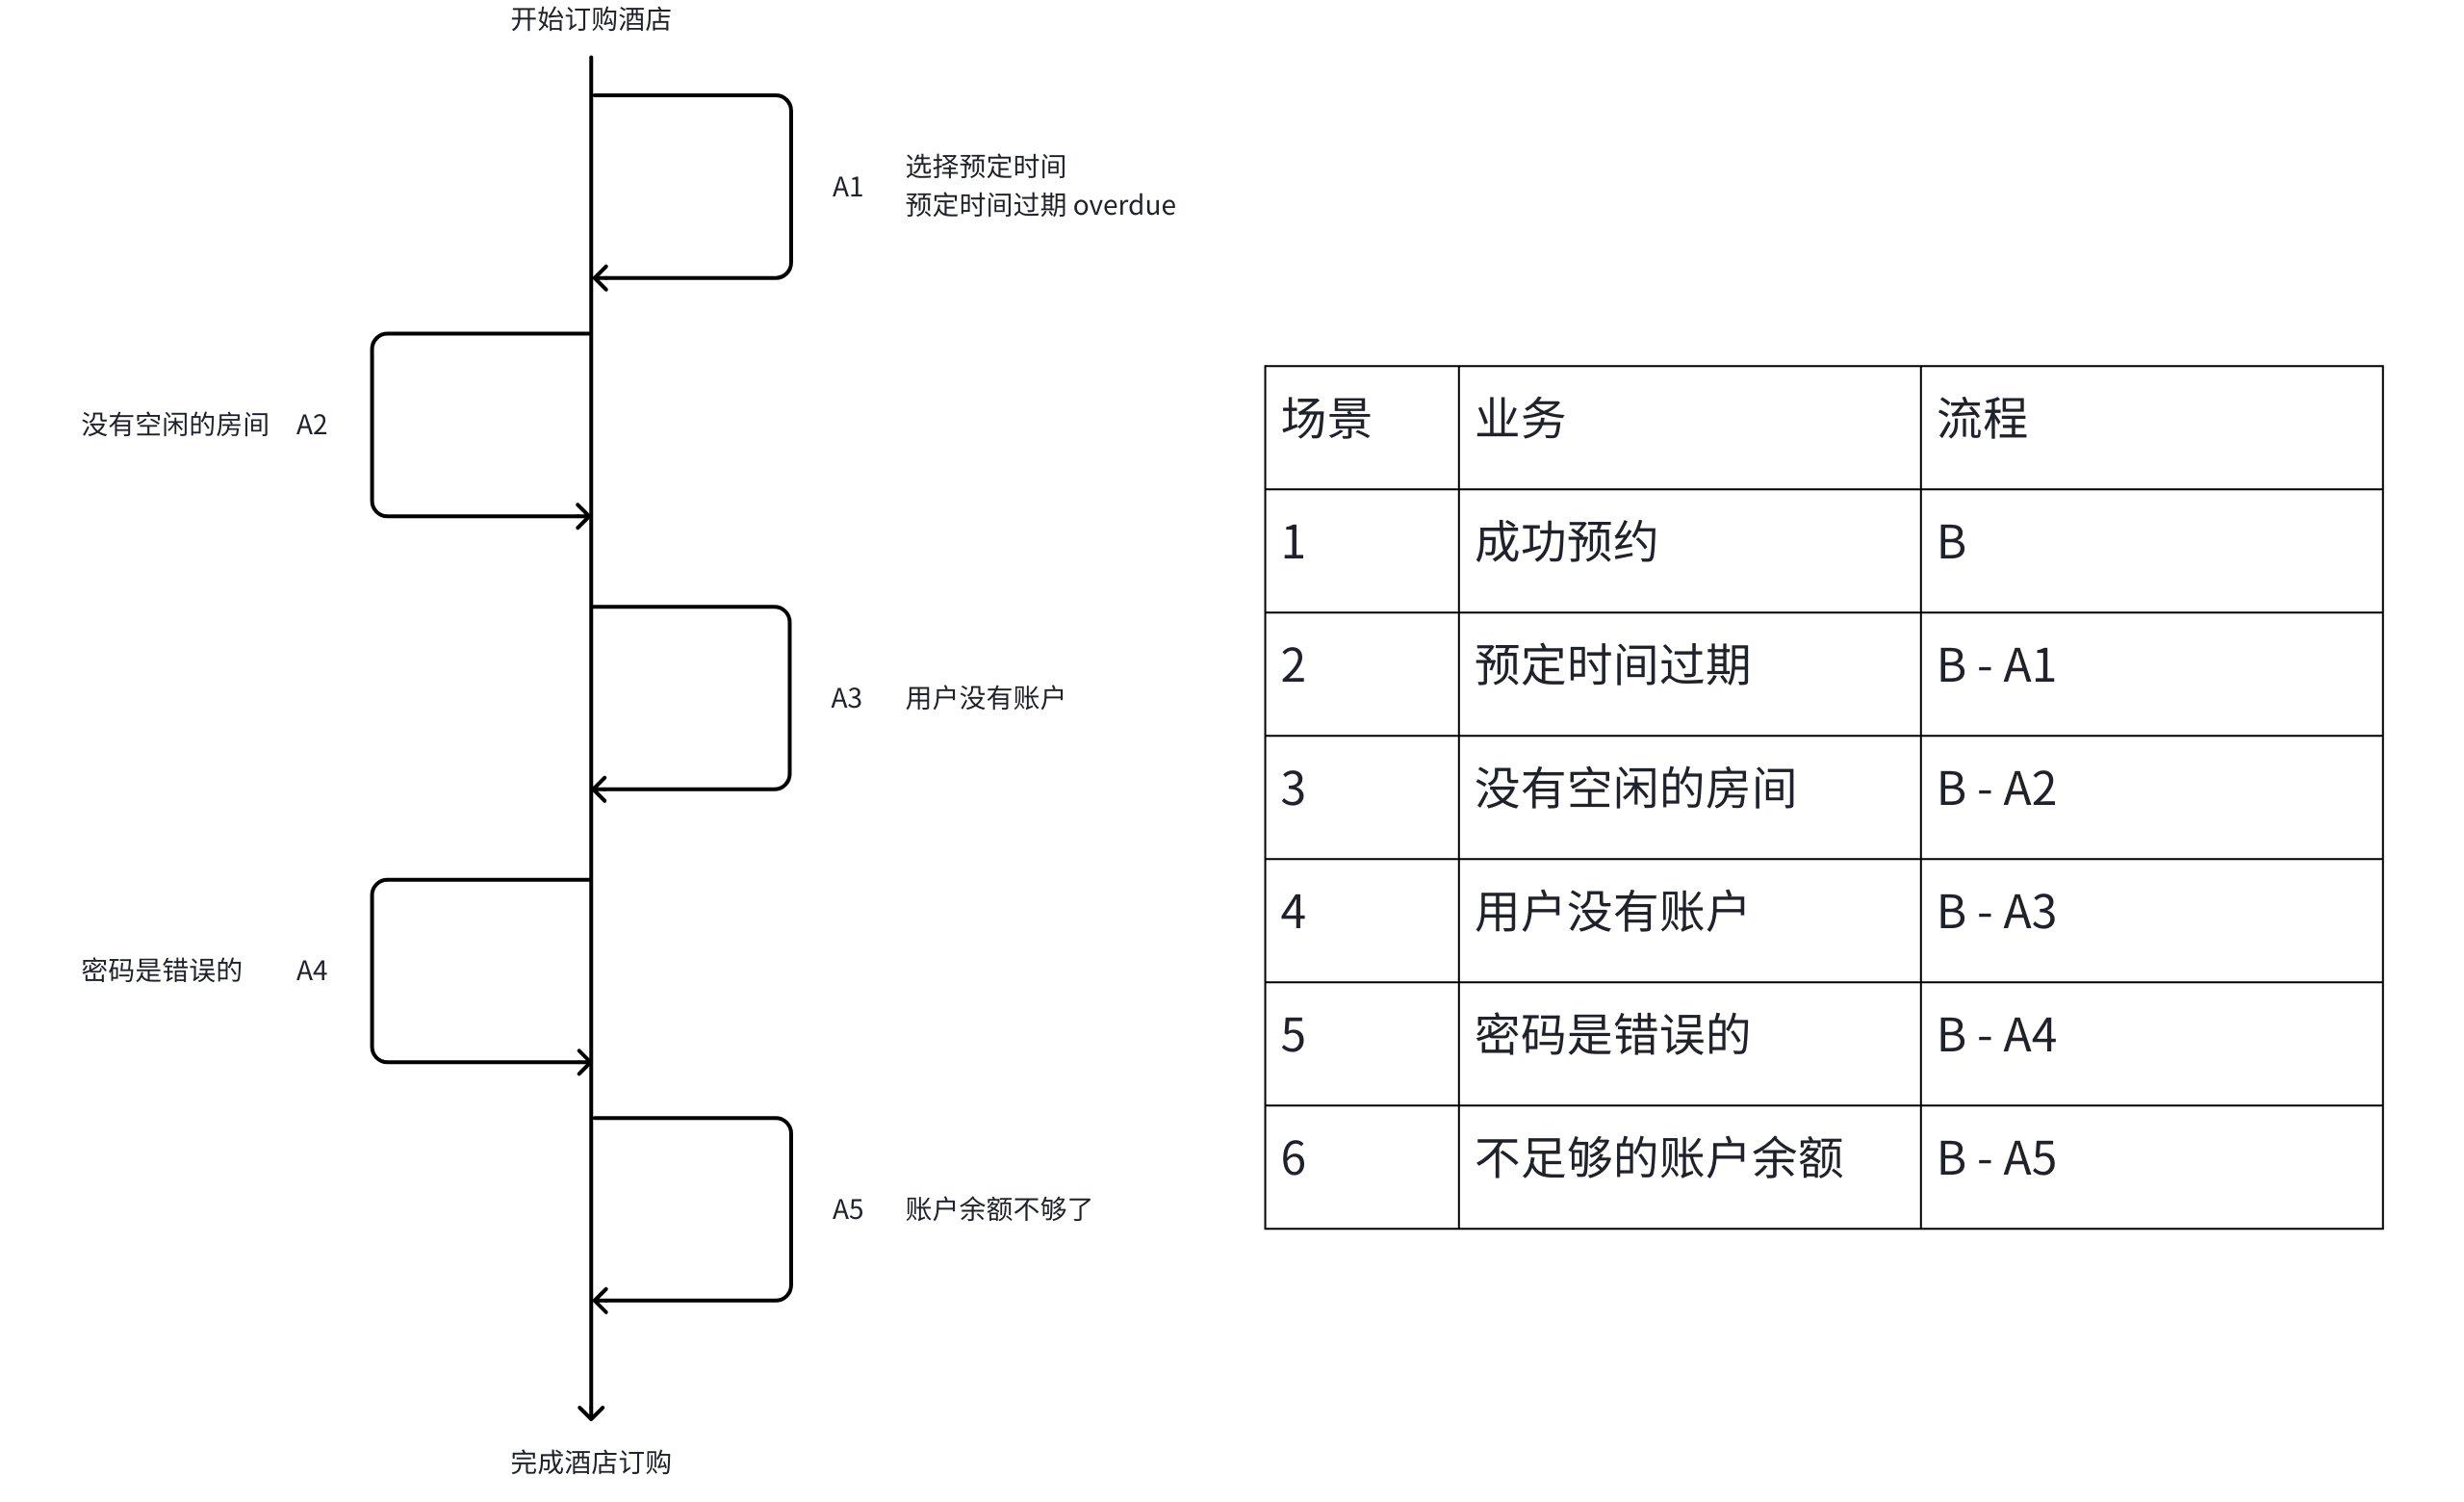 开始订购酒店
A1
选择预定时间
预定时间过期 overdue
没有空闲的房间 A2
A3 用户没有账户
密码是错误的 A4
A5 账户余额不够了
完成酒店订购
场景 业务 流程
1 成功预约 B
2 预定时间过期 B - A1
3 没有空闲的房间 B - A2
4 用户没有账户 B - A3
5 密码是错误的 B - A4
6 不足够的账户余额 B - A5